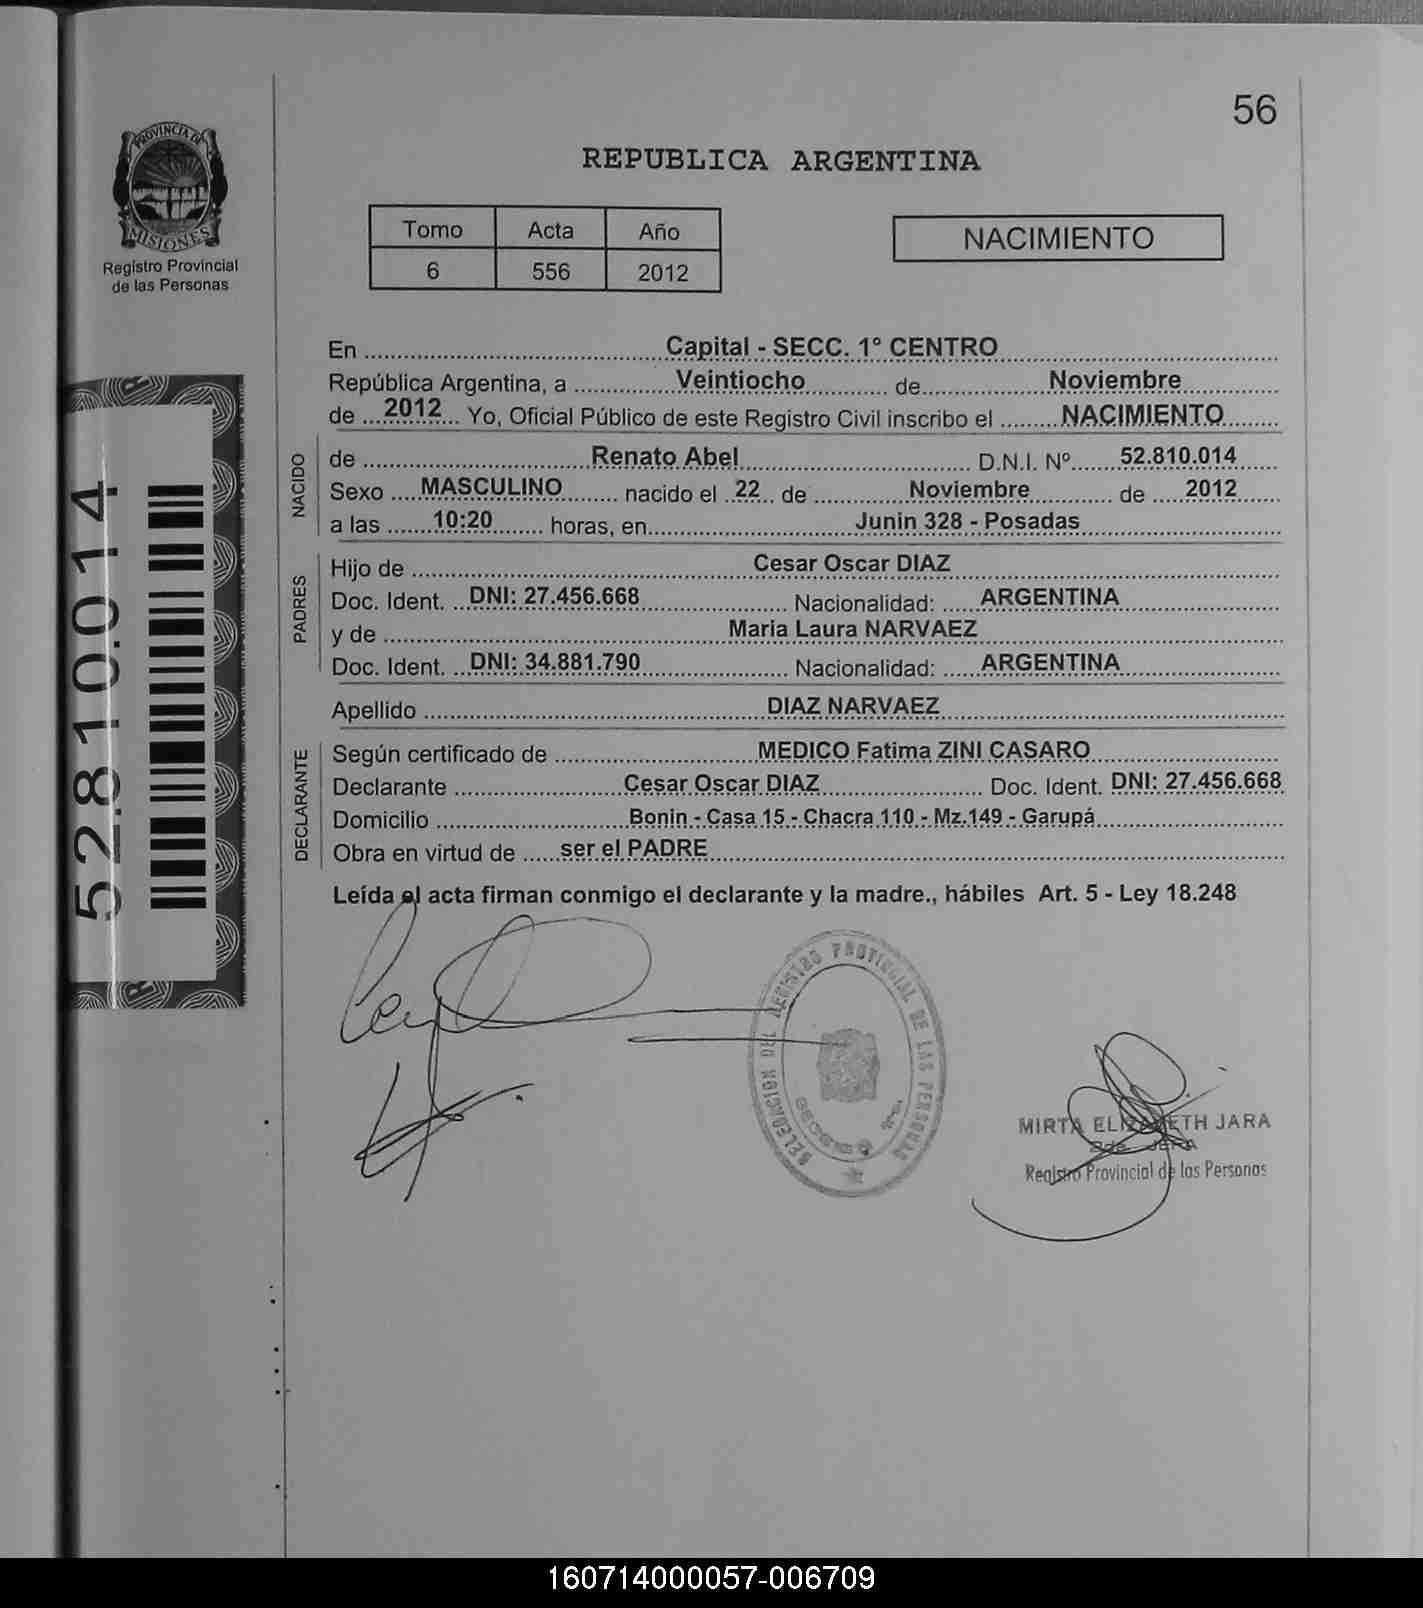 56
PROVINCIA DE
MISIONES
Registro Provincial
de las Personas
REPUBLICA ARGENTINA
Tomo Acta Año
6 556 2012
NACIMIENTO
En Capital - SECC. 1° CENTRO
República Argentina, a Veintiocho de Noviembre
de 2012 Yo, Oficial Público de este Registro Civil inscribo el NACIMIENTO
NACIDO
de Renato Abel D.N.I. Nº 52.810.014
Sexo MASCULINO nacido el 22 de Noviembre de 2012
a las 10:20 horas, en Junin 328 - Posadas
PADRES
Hijo de Cesar Oscar DIAZ
Doc. Ident. DNI: 27.456.668 Nacionalidad: ARGENTINA
y de Maria Laura NARVAEZ
Doc. Ident. DNI: 34.881.790 Nacionalidad: ARGENTINA
Apellido DIAZ NARVAEZ
DECLARANTE
Según certificado de MEDICO Fatima ZINI CASARO
Declarante Cesar Oscar DIAZ Doc. Ident. DNI: 27.456.668
Domicilio Bonin - Casa 15 - Chacra 110 - Mz.149 - Garupá
Obra en virtud de ser el PADRE
Leída el acta firman conmigo el declarante y la madre., hábiles Art. 5 - Ley 18.248
52.810.014
DELEGACION DEL REGISTRO PROVINCIAL DE LAS PERSONAS
MIRTA ELIZABETH JARA
Registro Provincial de las Personas
160714000057-006709